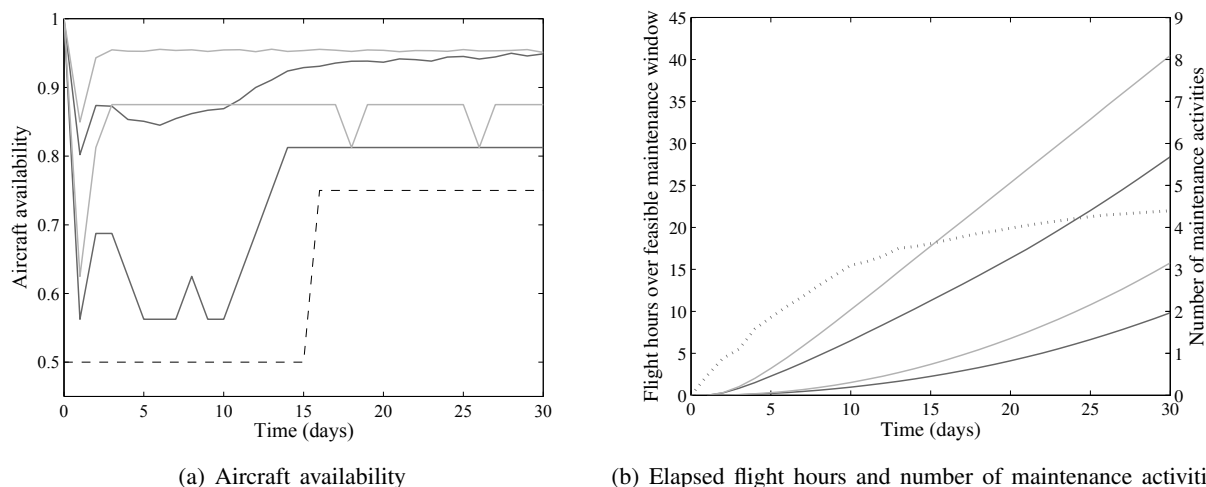 1
0.9
0.8
0.7
0.6
0.5
Aircraft availability
0 5 10 15 20 25 30
Time (days)
(a) Aircraft availability
45
40
35
30
25
20
15
10
5
0
Flight hours over feasible maintenance window
9
8
7
6
5
4
3
2
1
0
Number of maintenance activities
0 5 10 15 20 25 30
Time (days)
(b) Elapsed flight hours and number of maintenance activiti